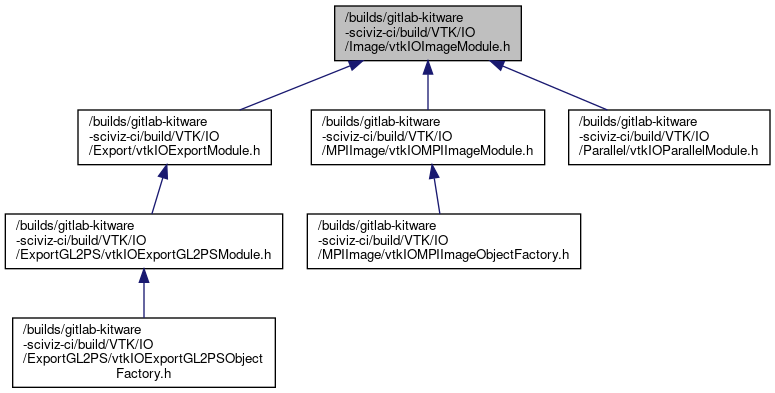 /builds/gitlab-kitware
-sciviz-ci/build/VTK/IO
/Image/vtkIOImageModule.h
/builds/gitlab-kitware
-sciviz-ci/build/VTK/IO
/Export/vtkIOExportModule.h
/builds/gitlab-kitware
-sciviz-ci/build/VTK/IO
/MPIImage/vtkIOMPIImageModule.h
/builds/gitlab-kitware
-sciviz-ci/build/VTK/IO
/Parallel/vtkIOParallelModule.h
/builds/gitlab-kitware
-sciviz-ci/build/VTK/IO
/ExportGL2PS/vtkIOExportGL2PSModule.h
/builds/gitlab-kitware
-sciviz-ci/build/VTK/IO
/MPIImage/vtkIOMPIImageObjectFactory.h
/builds/gitlab-kitware
-sciviz-ci/build/VTK/IO
/ExportGL2PS/vtkIOExportGL2PSObject
Factory.h